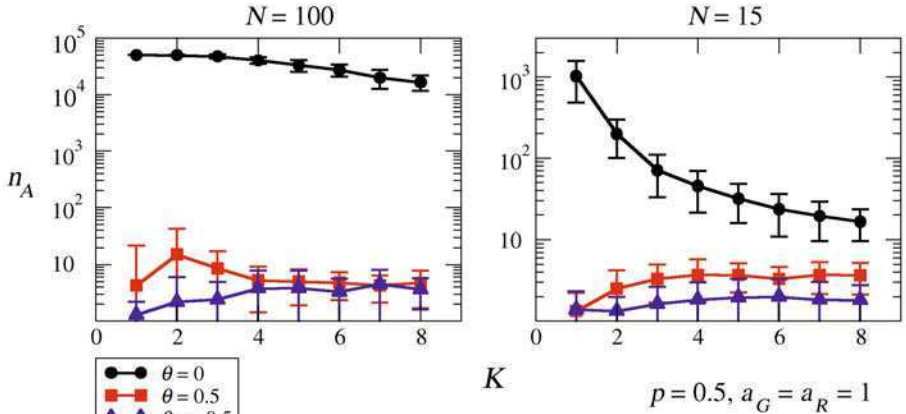 N = 100
N = 15
10^5
10^4
10^3
10^2
10
n_A
0 2 4 6 8
10^3
10^2
10
0 2 4 6 8
K
θ = 0
θ = 0.5
p = 0.5, a_G = a_R = 1